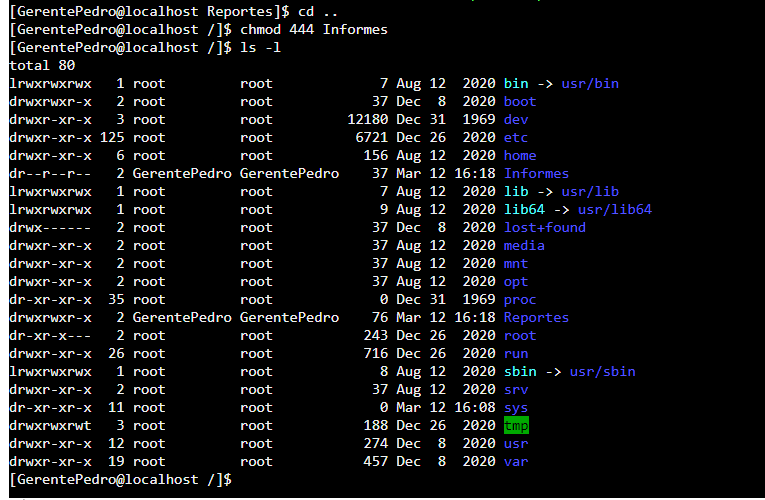 [GerentePedro@localhost Reportes]$ cd ..
[GerentePedro@localhost /]$ chmod 444 Informes
[GerentePedro@localhost /]$ ls -l
total 80
lrwxrwxrwx   1 root         root             7 Aug 12  2020 bin -> usr/bin
drwxrwxr-x   2 root         root            37 Dec  8  2020 boot
drwxr-xr-x   3 root         root         12180 Dec 31  1969 dev
drwxr-xr-x 125 root         root          6721 Dec 26  2020 etc
drwxr-xr-x   6 root         root           156 Aug 12  2020 home
dr--r--r--   2 GerentePedro GerentePedro    37 Mar 12 16:18 Informes
lrwxrwxrwx   1 root         root             7 Aug 12  2020 lib -> usr/lib
lrwxrwxrwx   1 root         root             9 Aug 12  2020 lib64 -> usr/lib64
drwx------   2 root         root            37 Dec  8  2020 lost+found
drwxr-xr-x   2 root         root            37 Aug 12  2020 media
drwxr-xr-x   2 root         root            37 Aug 12  2020 mnt
drwxr-xr-x   2 root         root            37 Aug 12  2020 opt
dr-xr-xr-x  35 root         root             0 Dec 31  1969 proc
drwxrwxr-x   2 GerentePedro GerentePedro    76 Mar 12 16:18 Reportes
dr-xr-x---   2 root         root           243 Dec 26  2020 root
drwxr-xr-x  26 root         root           716 Dec 26  2020 run
lrwxrwxrwx   1 root         root             8 Aug 12  2020 sbin -> usr/sbin
drwxr-xr-x   2 root         root            37 Aug 12  2020 srv
dr-xr-xr-x  11 root         root             0 Mar 12 16:08 sys
drwxrwxrwt   3 root         root           188 Dec 26  2020 tmp
drwxr-xr-x  12 root         root           274 Dec  8  2020 usr
drwxr-xr-x  19 root         root           457 Dec  8  2020 var
[GerentePedro@localhost /]$